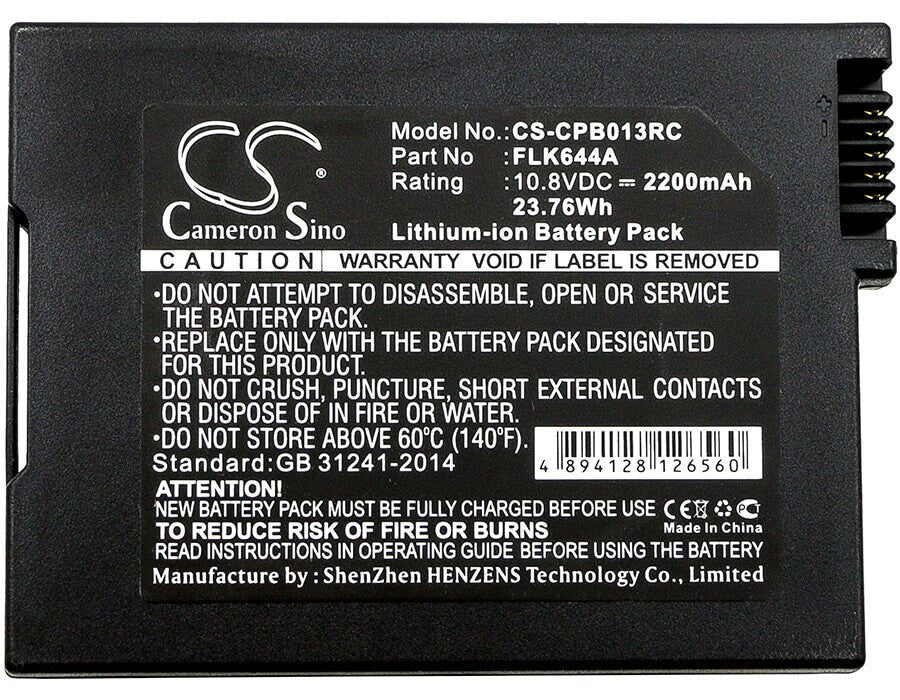 CS®
Cameron Sino
Model No.:CS-CPB013RC
Part No :FLK644A
Rating :10.8VDC ⎓ 2200mAh
23.76Wh
Lithium-ion Battery Pack
CAUTION WARRANTY VOID IF LABEL IS REMOVED
•DO NOT ATTEMPT TO DISASSEMBLE, OPEN OR SERVICE
THE BATTERY PACK.
•REPLACE ONLY WITH THE BATTERY PACK DESIGNATED
FOR THIS PRODUCT.
•DO NOT CRUSH, PUNCTURE, SHORT EXTERNAL CONTACTS
OR DISPOSE OF IN FIRE OR WATER.
•DO NOT STORE ABOVE 60ºC (140ºF).
Standard:GB 31241-2014
4 894128 126560
ATTENTION!
NEW BATTERY PACK MUST BE FULLY CHARGED BEFORE USE CE
TO REDUCE RISK OF FIRE OR BURNS
Made In China
READ INSTRUCTIONS IN OPERATING GUIDE BEFORE USING THE BATTERY
Manufacture by : ShenZhen HENZENS Technology Co., Limited
+
-